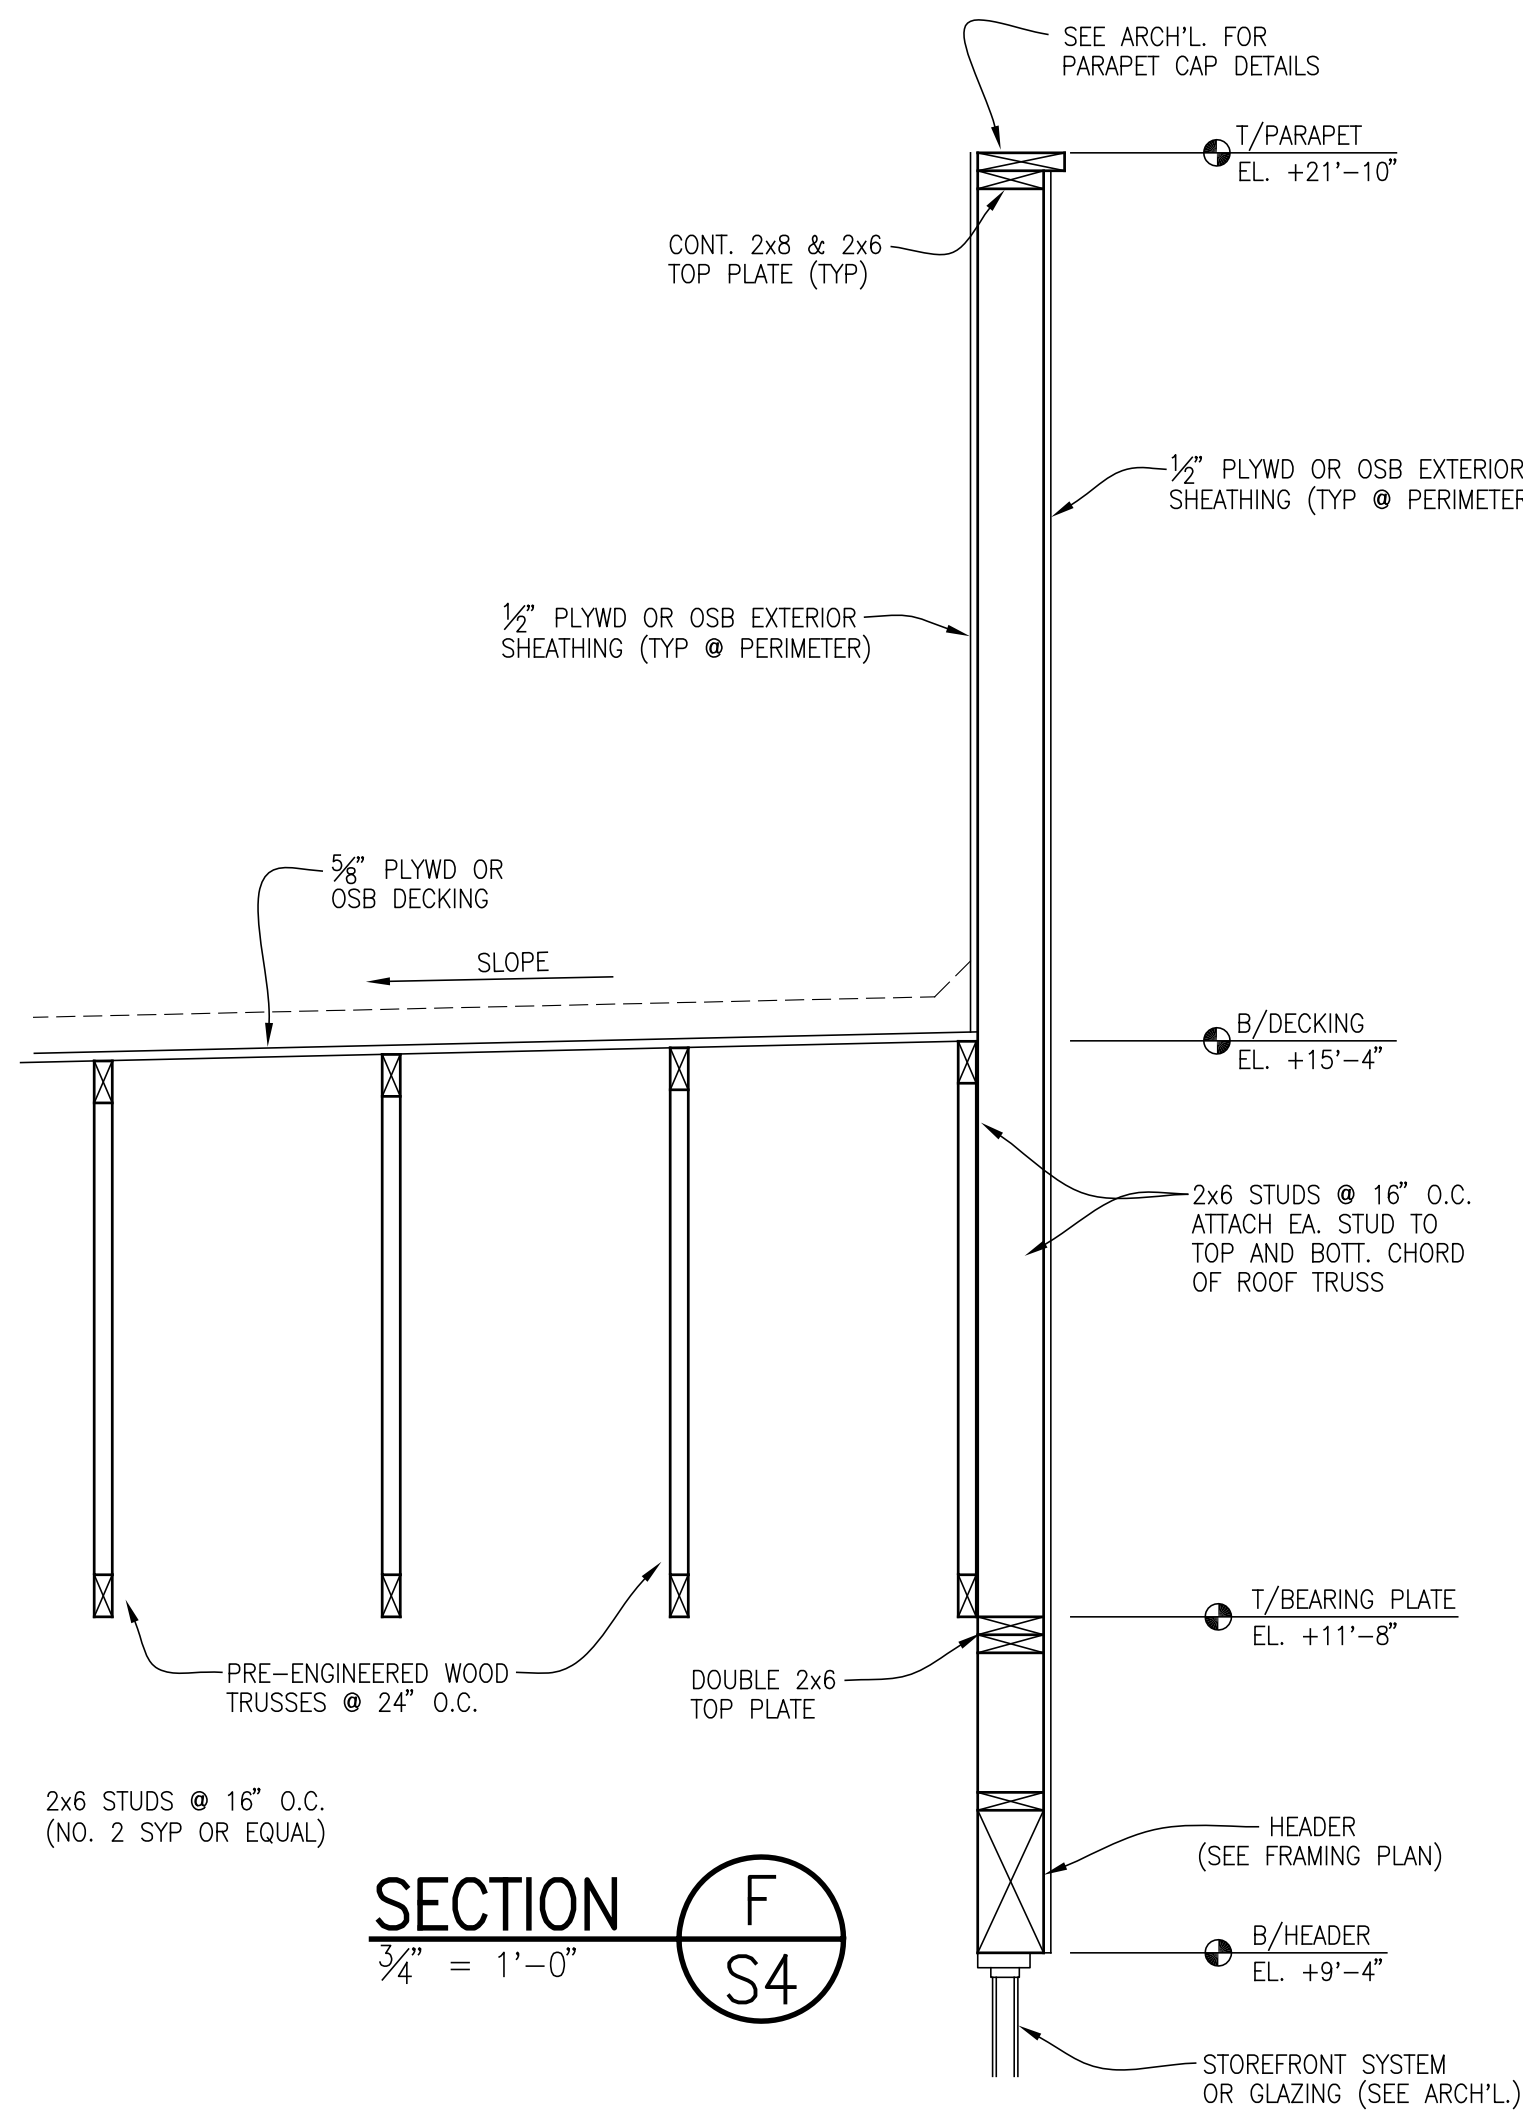 SEE ARCH'L. FOR
PARAPET CAP DETAILS
T/PARAPET
EL. +21'-10"
CONT. 2x8 & 2x6
TOP PLATE (TYP)
½" PLYWD OR OSB EXTERIOR
SHEATHING (TYP @ PERIMETER
½" PLYWD OR OSB EXTERIOR
SHEATHING (TYP @ PERIMETER)
⅝" PLYWD OR
OSB DECKING
SLOPE
B/DECKING
EL. +15'-4"
2x6 STUDS @ 16" O.C.
ATTACH EA. STUD TO
TOP AND BOTT. CHORD
OF ROOF TRUSS
T/BEARING PLATE
EL. +11'-8"
PRE-ENGINEERED WOOD
TRUSSES @ 24" O.C.
DOUBLE 2x6
TOP PLATE
2x6 STUDS @ 16" O.C.
(NO. 2 SYP OR EQUAL)
HEADER
(SEE FRAMING PLAN)
SECTION
¾" = 1'-0"
F
S4
B/HEADER
EL. +9'-4"
STOREFRONT SYSTEM
OR GLAZING (SEE ARCH'L.)